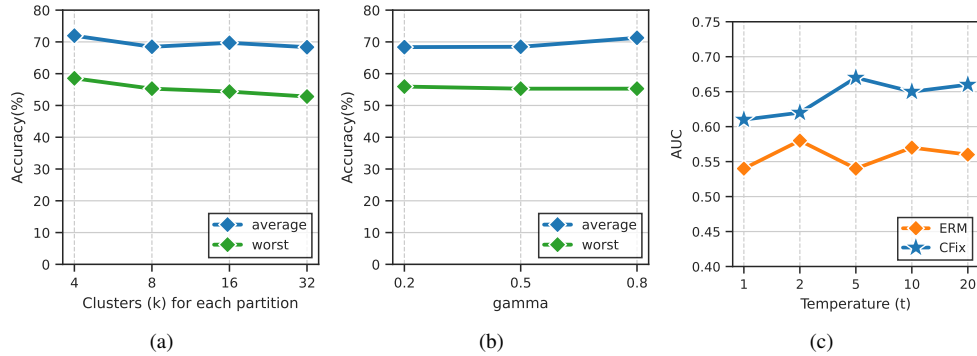 80
70
60
50
40
30
20
10
0
Accuracy(%)
average
worst
4 8 16 32
Clusters (k) for each partition
(a)
80
70
60
50
40
30
20
10
0
Accuracy(%)
average
worst
0.2 0.5 0.8
gamma
(b)
0.75
0.70
0.65
0.60
0.55
0.50
0.45
0.40
AUC
ERM
CFix
1 2 5 10 20
Temperature (t)
(c)